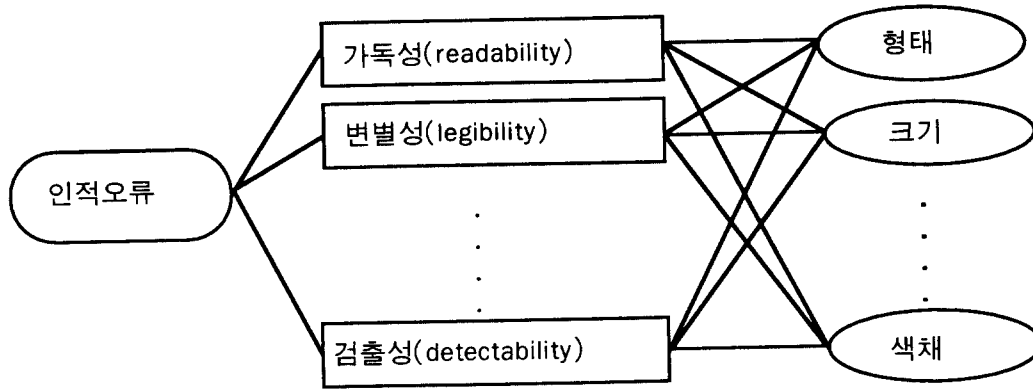 가독성(readability)
형태
변별성(legibility)
크기
인적오류
검출성(detectability)
색채